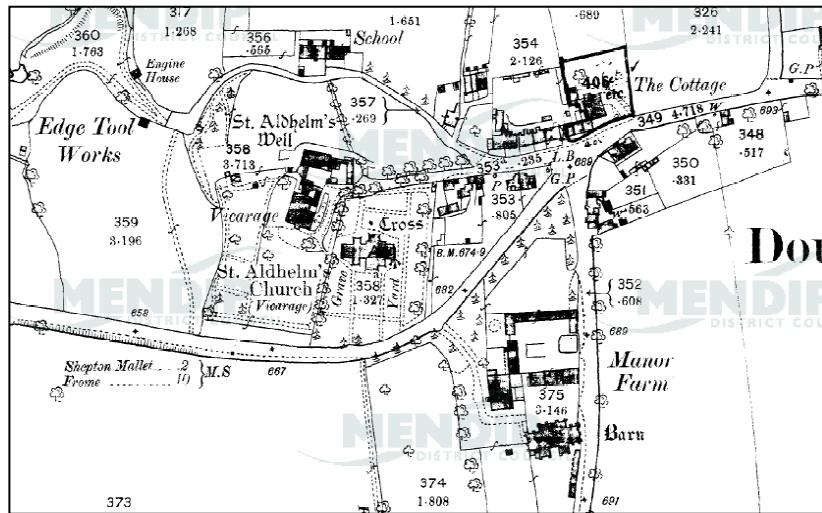 317
1·268
360
1·763
356
·565
School
1·651
·689
326
2·241
Engine
House
354
2·126
G.P.
406
etc.
The Cottage
357
·269
St. Aldhelm's
Well
Edge Tool
Works
349 4·718
693
348
·517
358
3·713
353
·285
L.B
689
G.P.
350
·331
P
353
·805
351
·563
359
3·196
Vicarage
Cross
B.M. 674·9
Dou
St. Aldhelm's
Church
(Vicarage)
Grave Yard
358
1·327
682
352
·608
658
689
Shepton Mallet 2
Frome
M.S
667
Manor
Farm
375
3·146
Barn
373
374
1·808
691
MENDIP
DISTRICT COUNCIL